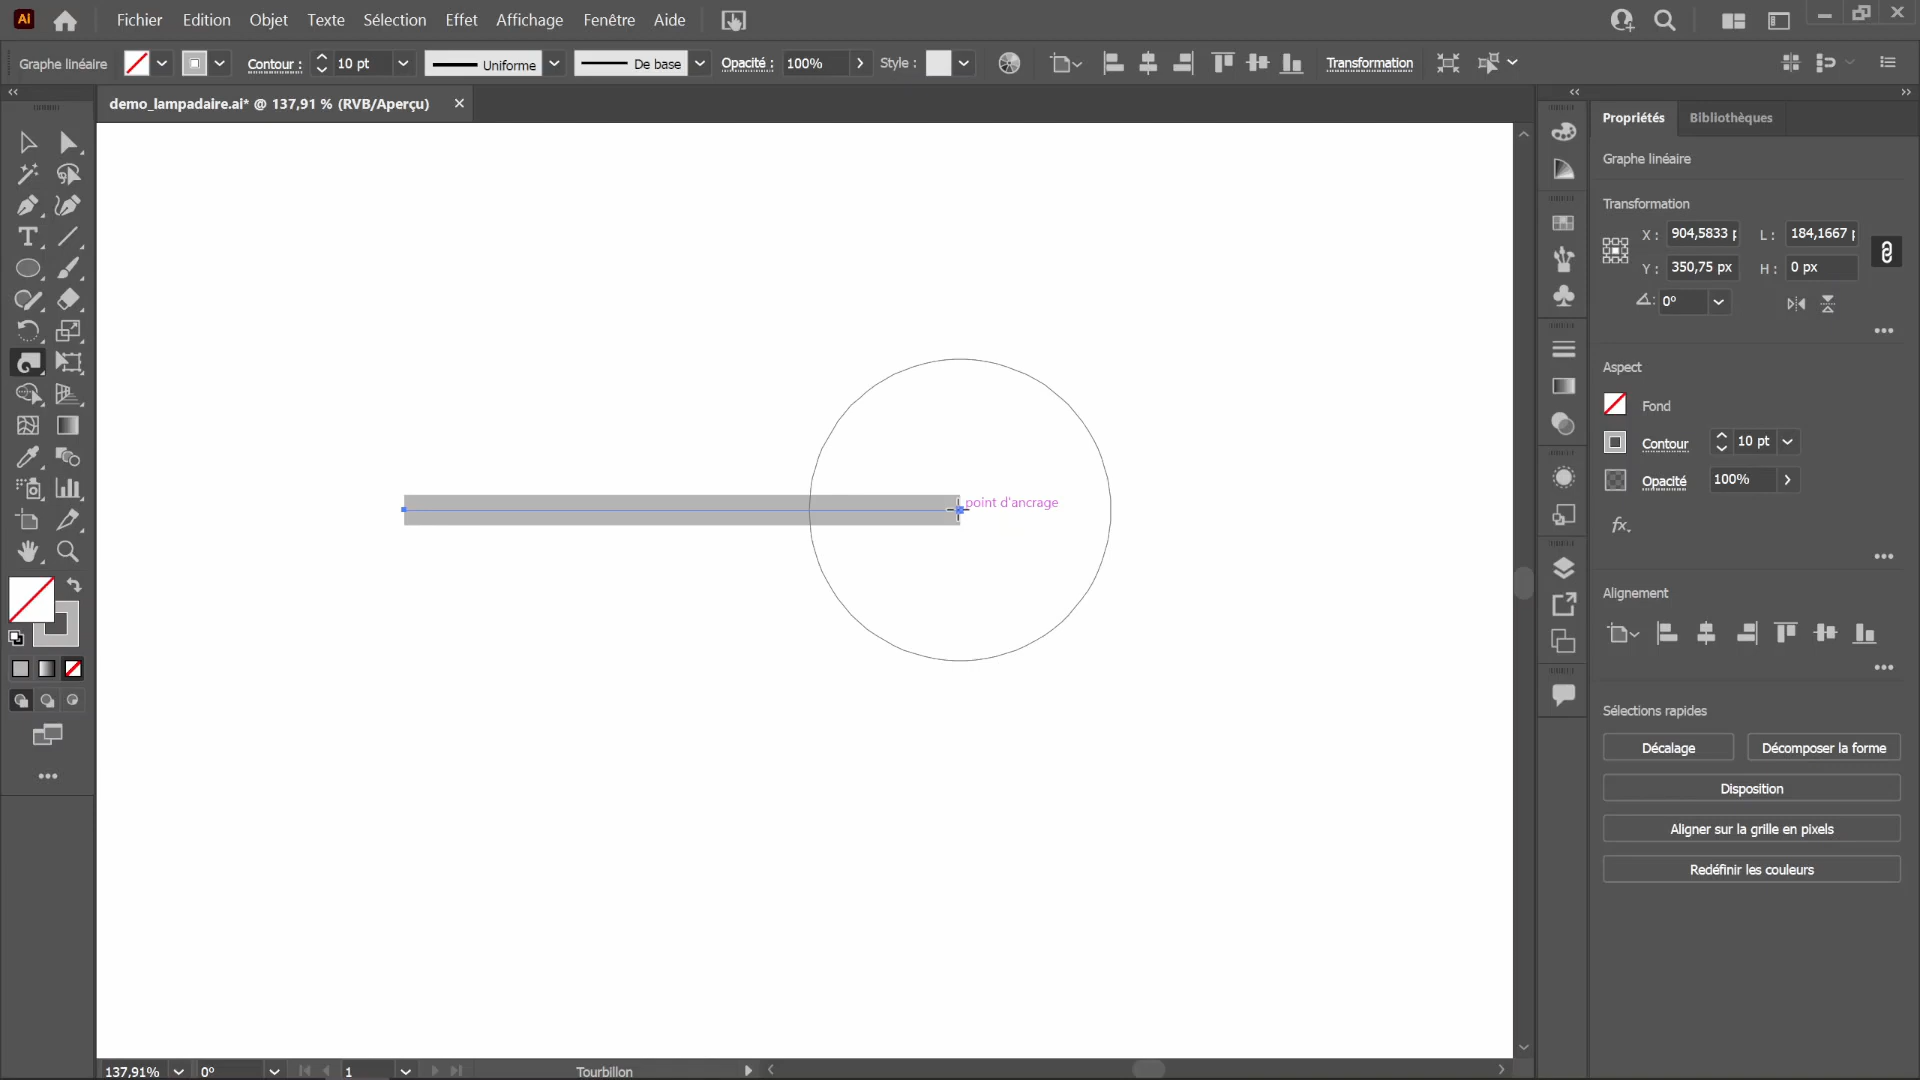 Ai
Fichier Edition Objet Texte Sélection Effet Affichage Fenêtre Aide
Graphe linéaire Contour : 10 pt Uniforme De base Opacité : 100% Style : Transformation
demo_lampadaire.ai* @ 137,91 % (RVB/Aperçu)
Propriétés Bibliothèques
Graphe linéaire
Transformation
X : 904,5833 p L : 184,1667 p
Y : 350,75 px H : 0 px
0°
Aspect
Fond
Contour 10 pt
Opacité 100%
fx.
point d'ancrage
Alignement
Sélections rapides
Décalage Décomposer la forme
Disposition
Aligner sur la grille en pixels
Redéfinir les couleurs
137,91% 0° 1 Tourbillon